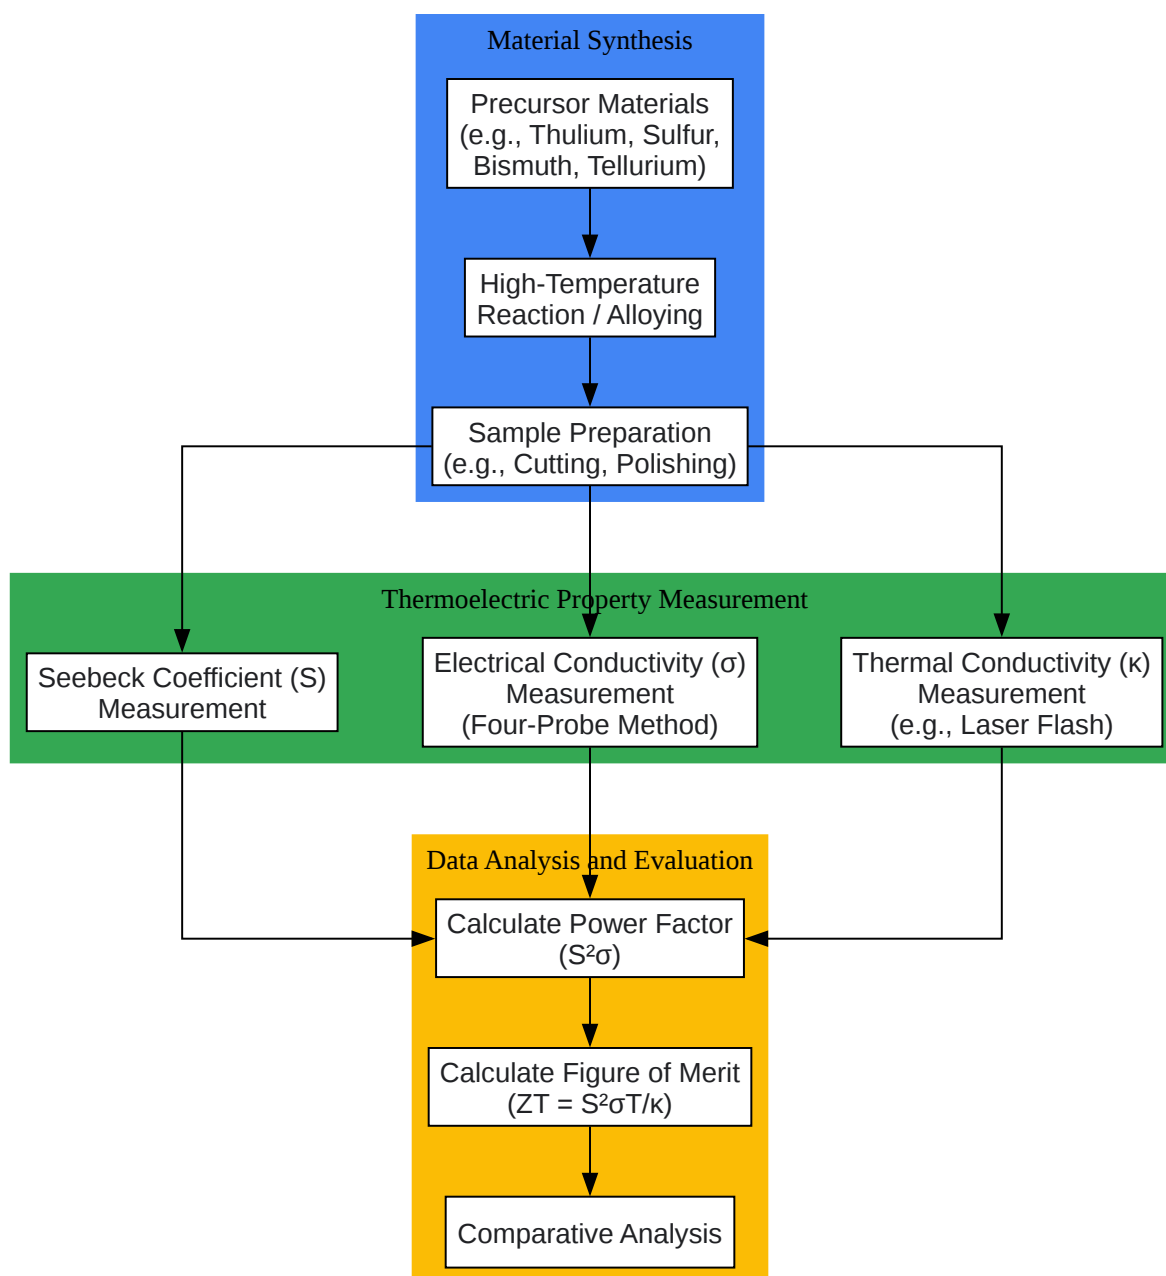 Material Synthesis
Precursor Materials
(e.g., Thulium, Sulfur,
Bismuth, Tellurium)
High-Temperature
Reaction / Alloying
Sample Preparation
(e.g., Cutting, Polishing)
Thermoelectric Property Measurement
Seebeck Coefficient (S)
Measurement
Electrical Conductivity (σ)
Measurement
(Four-Probe Method)
Thermal Conductivity (κ)
Measurement
(e.g., Laser Flash)
Data Analysis and Evaluation
Calculate Power Factor
(S²σ)
Calculate Figure of Merit
(ZT = S²σT/κ)
Comparative Analysis